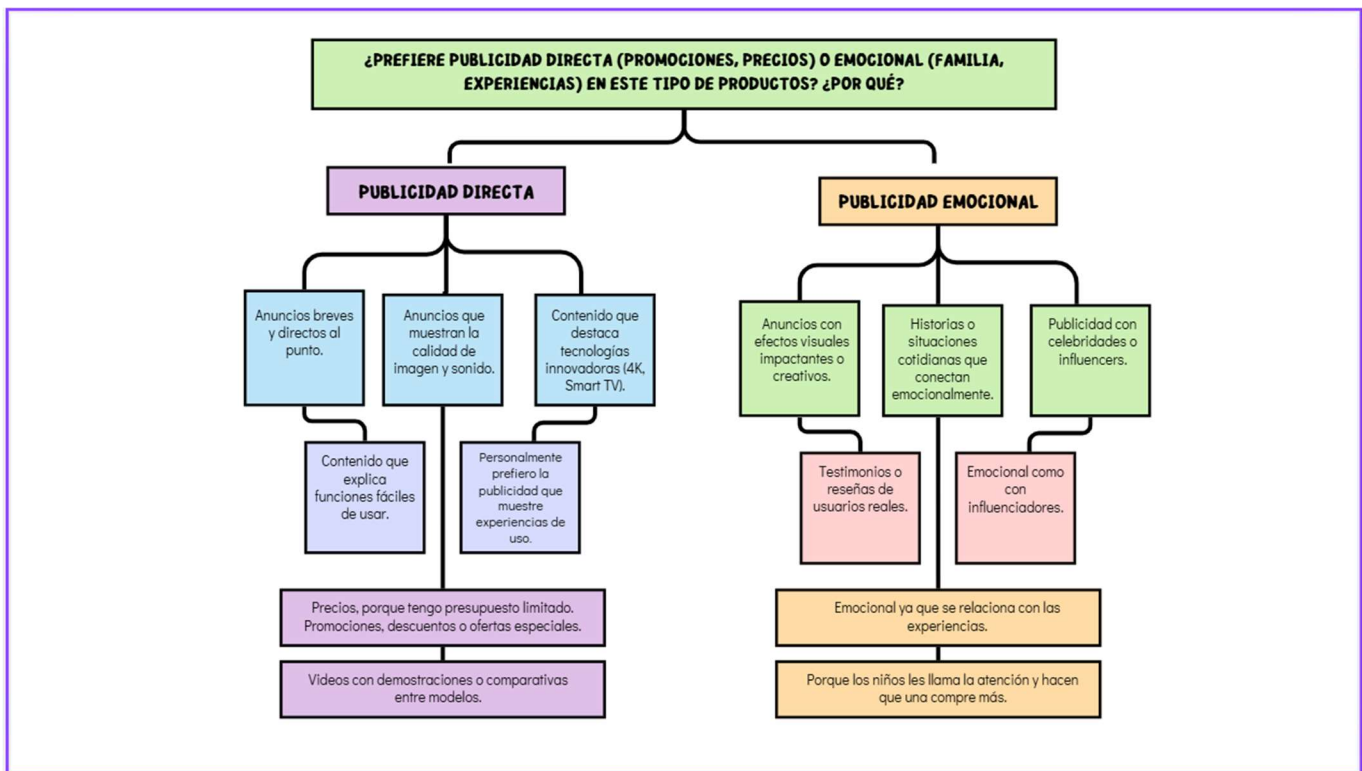 ¿PREFIERE PUBLICIDAD DIRECTA (PROMOCIONES, PRECIOS) O EMOCIONAL (FAMILIA,
EXPERIENCIAS) EN ESTE TIPO DE PRODUCTOS? ¿POR QUÉ?
PUBLICIDAD DIRECTA
Anuncios breves
y directos al
punto.
Anuncios que
muestran la
calidad de
imagen y sonido.
Contenido que
destaca
tecnologías
innovadoras (4K,
Smart TV).
Contenido que
explica
funciones fáciles
de usar.
Personalmente
prefiero la
publicidad que
muestre
experiencias de
uso.
Precios, porque tengo presupuesto limitado.
Promociones, descuentos o ofertas especiales.
Videos con demostraciones o comparativas
entre modelos.
PUBLICIDAD EMOCIONAL
Anuncios con
efectos visuales
impactantes o
creativos.
Historias o
situaciones
cotidianas que
conectan
emocionalmente.
Publicidad con
celebridades o
influencers.
Testimonios o
reseñas de
usuarios reales.
Emocional como
con
influenciadores.
Emocional ya que se relaciona con las
experiencias.
Porque los niños les llama la atención y hacen
que una compre más.